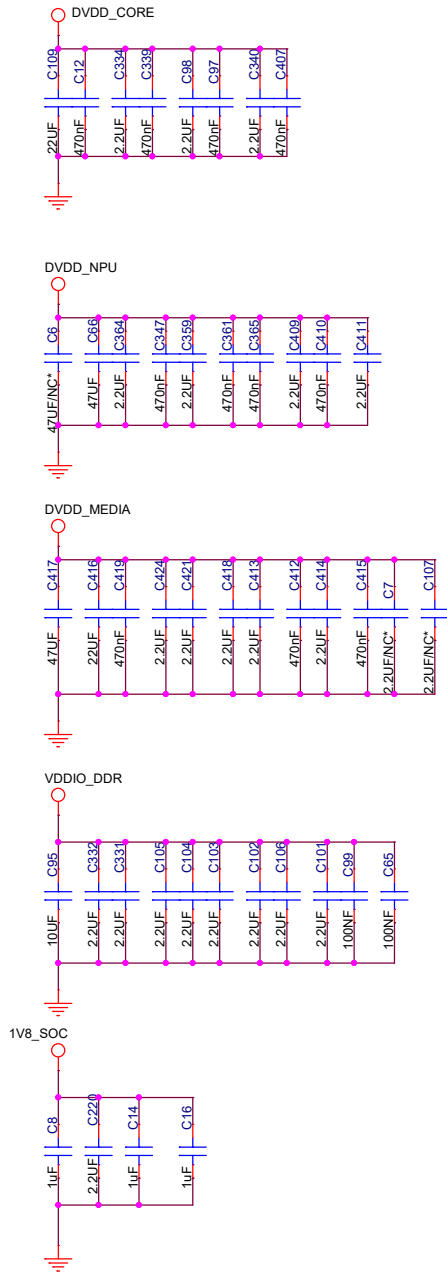 DVDD_CORE
C109 C12 C334 C339 C98 C97 C340 C407
22UF 470nF 2.2UF 470nF 2.2UF 470nF 2.2UF 470nF
DVDD_NPU
C6 C66 C364 C347 C359 C361 C365 C409 C410 C411
47UF/NC* 47UF 2.2UF 470nF 2.2UF 470nF 470nF 2.2UF 470nF 2.2UF
DVDD_MEDIA
C417 C416 C419 C424 C421 C418 C413 C412 C414 C415 C7 C107
47UF 22UF 470nF 2.2UF 2.2UF 2.2UF 2.2UF 470nF 2.2UF 470nF 2.2UF/NC* 2.2UF/NC*
VDDIO_DDR
C95 C332 C331 C105 C104 C103 C102 C106 C101 C99 C65
10UF 2.2UF 2.2UF 2.2UF 2.2UF 2.2UF 2.2UF 2.2UF 2.2UF 100NF 100NF
1V8_SOC
C8 C220 C14 C16
1uF 2.2UF 1uF 1uF